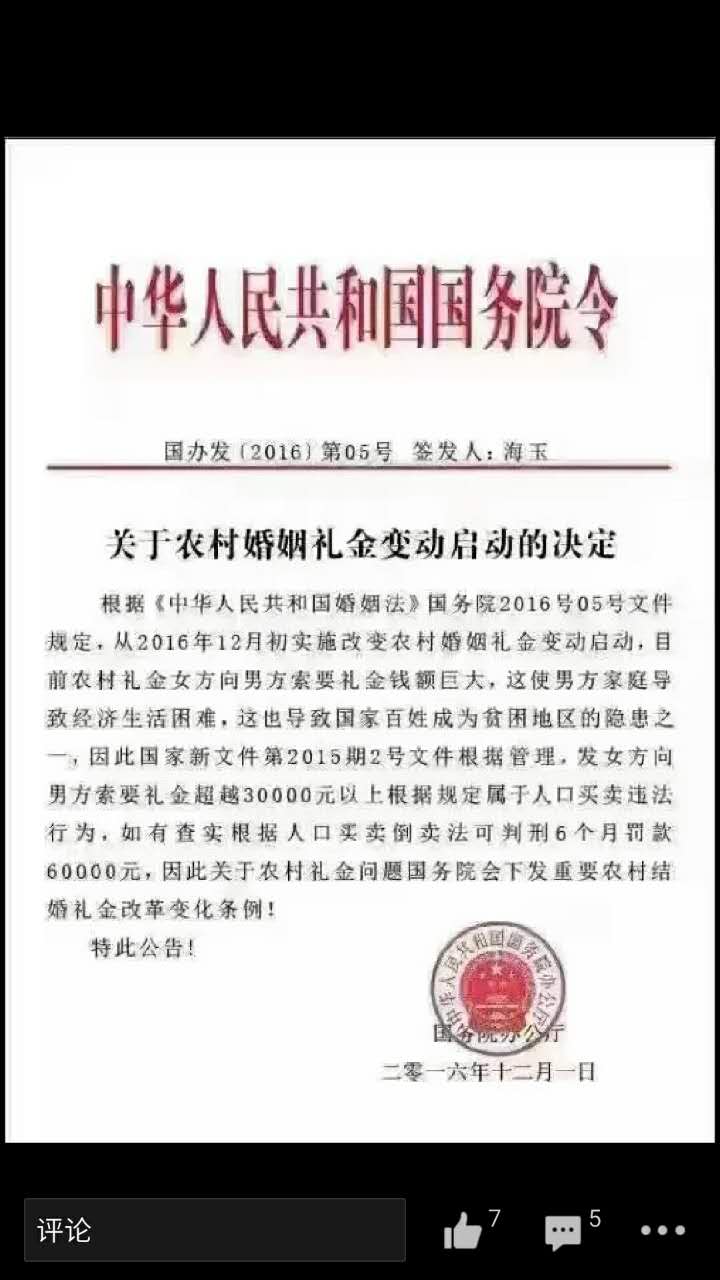 中华人民共和国国务院令
国办发(2016)第05号 签发人:海玉
关于农村婚姻礼金变动启动的决定
根据《中华人民共和国婚姻法》国务院2016号05号文件
规定,从2016年12月初实施改变农村婚姻礼金变动启动,目
前农村礼金女方向男方索要礼金钱额巨大,这使男方家庭导
致经济生活困难,这也导致国家百姓成为贫困地区的隐患之
一,因此国家新文件第2015期2号文件根据管理,发女方向
男方索要礼金超越30000元以上根据规定属于人口买卖违法
行为,如有查实根据人口买卖倒卖法可判刑6个月罚款
60000元,因此关于农村礼金问题国务院会下发重要农村结
婚礼金改革变化条例!
特此公告!
中华人民共和国国务院办公厅
国务院办公厅
二零一六年十二月一日
评论
7
5